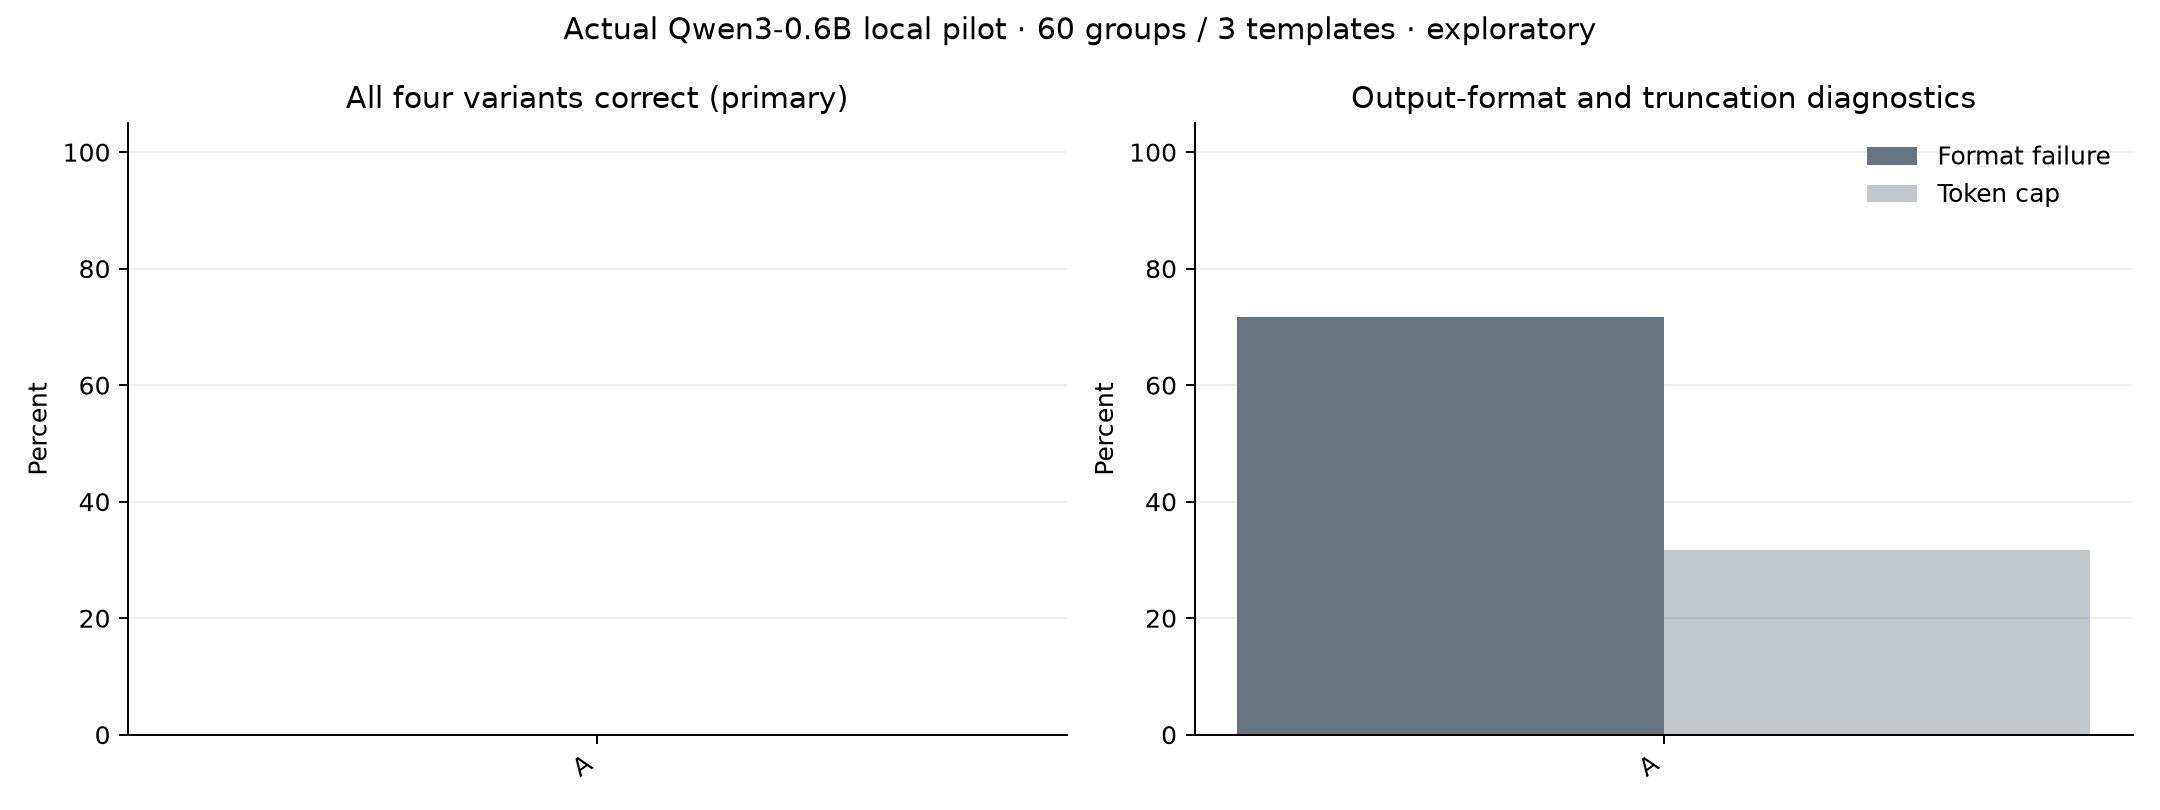 Actual Qwen3-0.6B local pilot · 60 groups / 3 templates · exploratory
All four variants correct (primary)
Percent
100
80
60
40
20
0
A
Output-format and truncation diagnostics
Percent
100
80
60
40
20
0
A
Format failure
Token cap